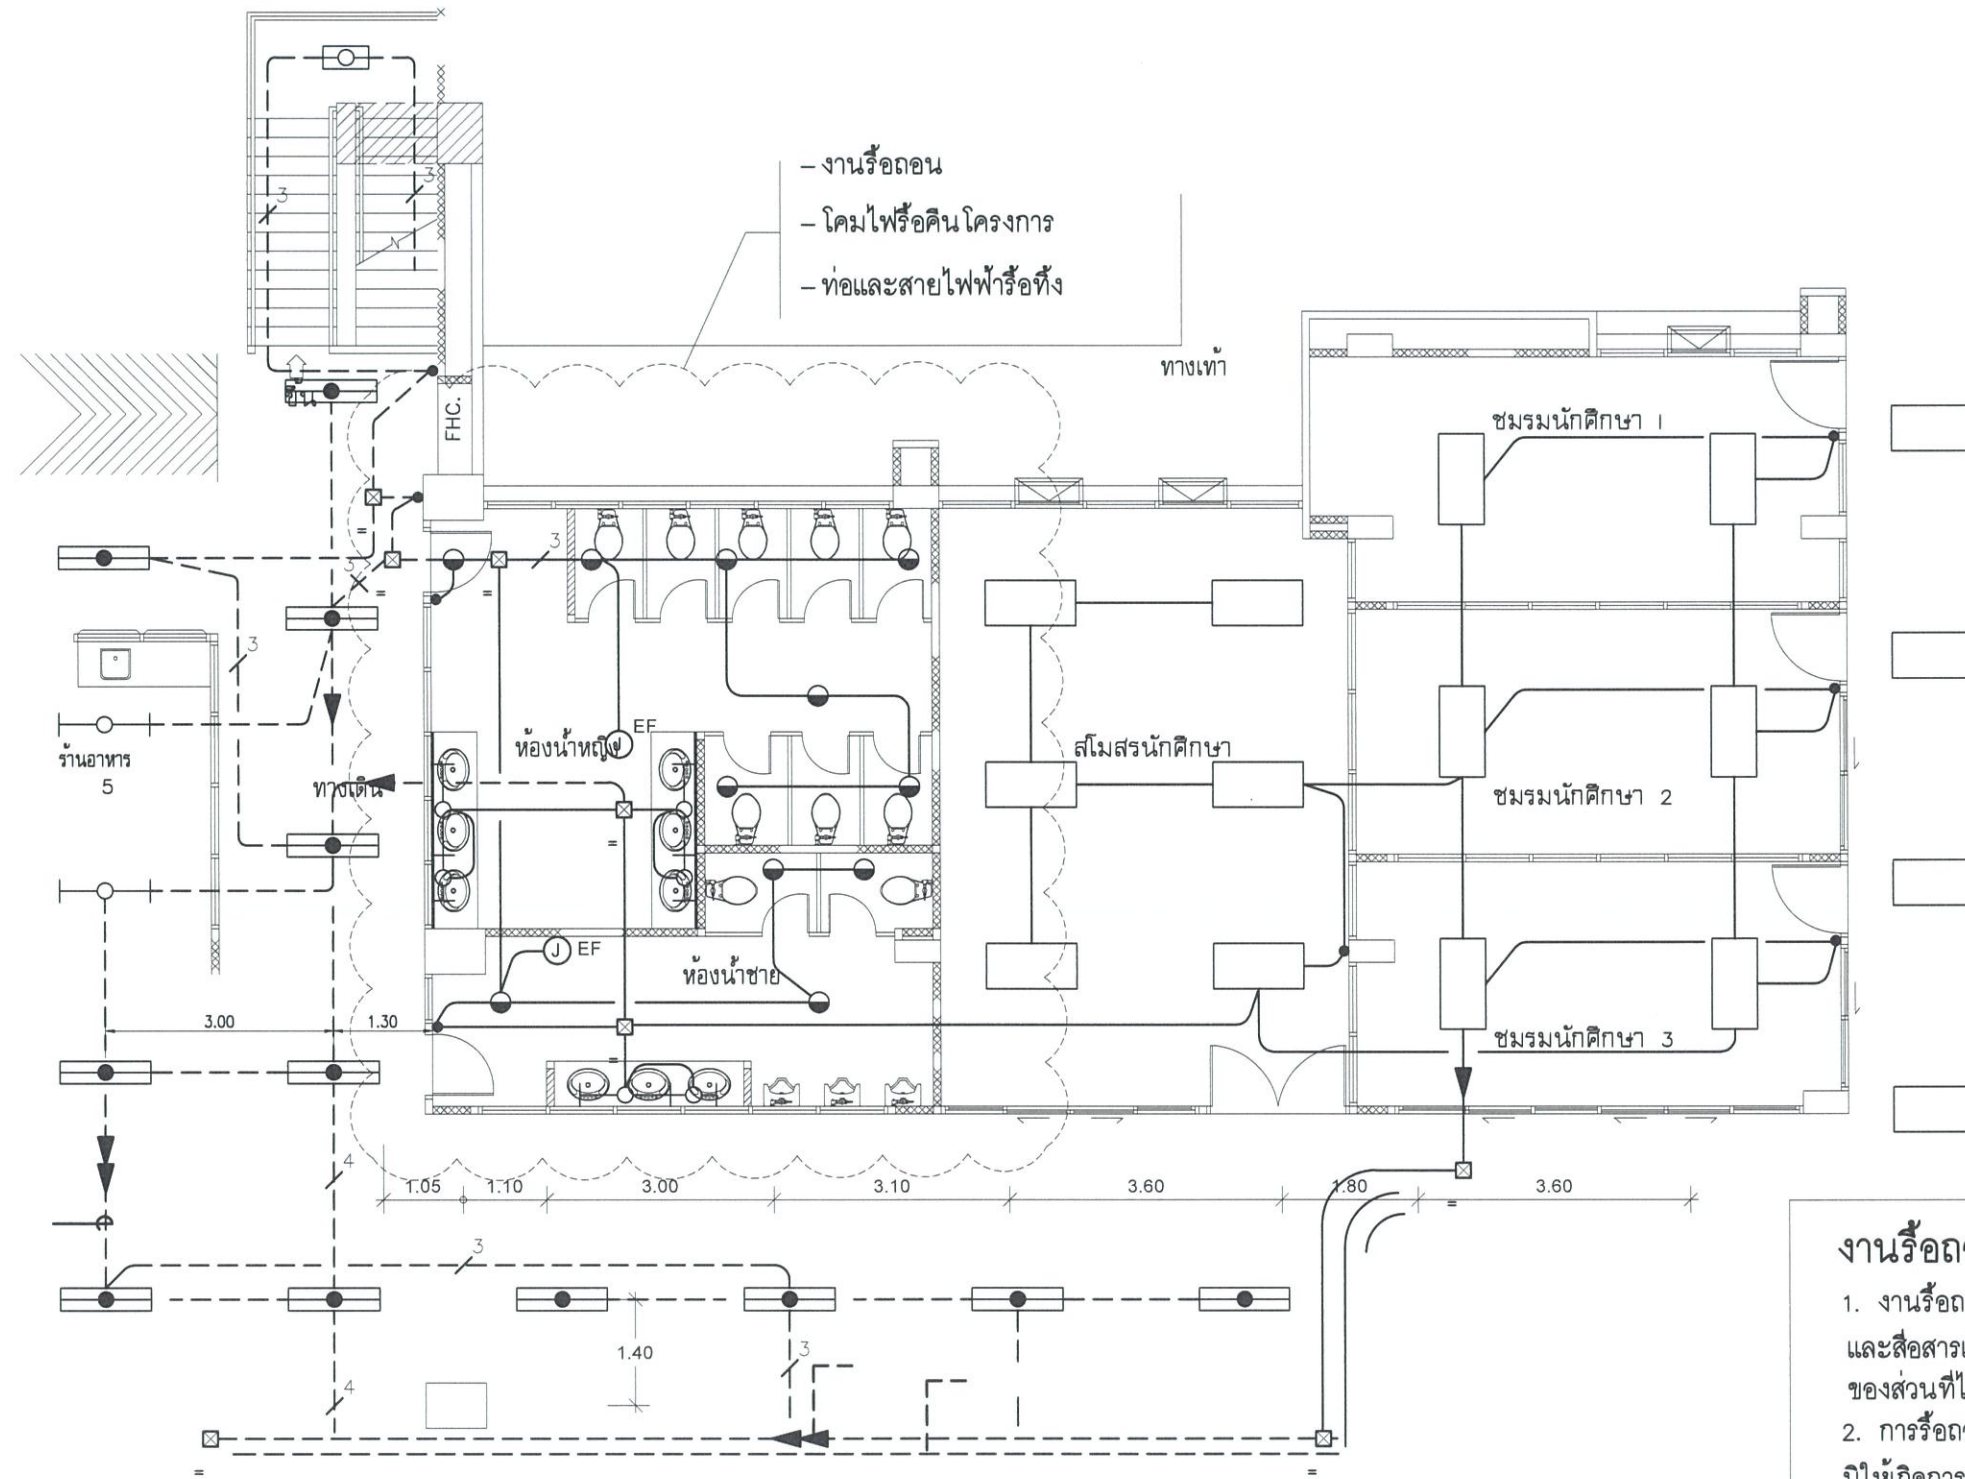 – งานรื้อถอน
– โคมไฟรื้อคืนโครงการ
– ท่อและสายไฟฟ้ารื้อทิ้ง
3
3
N
ทางเท้า
FHC.
ชมรมนักศึกษา 1
3
3
3
EF
ห้องน้ำหญิง
J
สโมสรนักศึกษา
ร้านอาหาร
5
ทางเดิน
ชมรมนักศึกษา 2
J EF
ห้องน้ำชาย
3.00
1.30
ชมรมนักศึกษา 3
4
1.05
1.10
3.00
3.10
3.60
1.80
3.60
3
1.40
3
4
งานรื้อถ
1. งานรื้อถ
และสื่อสาร
ของส่วนที่
2. การรื้อถ